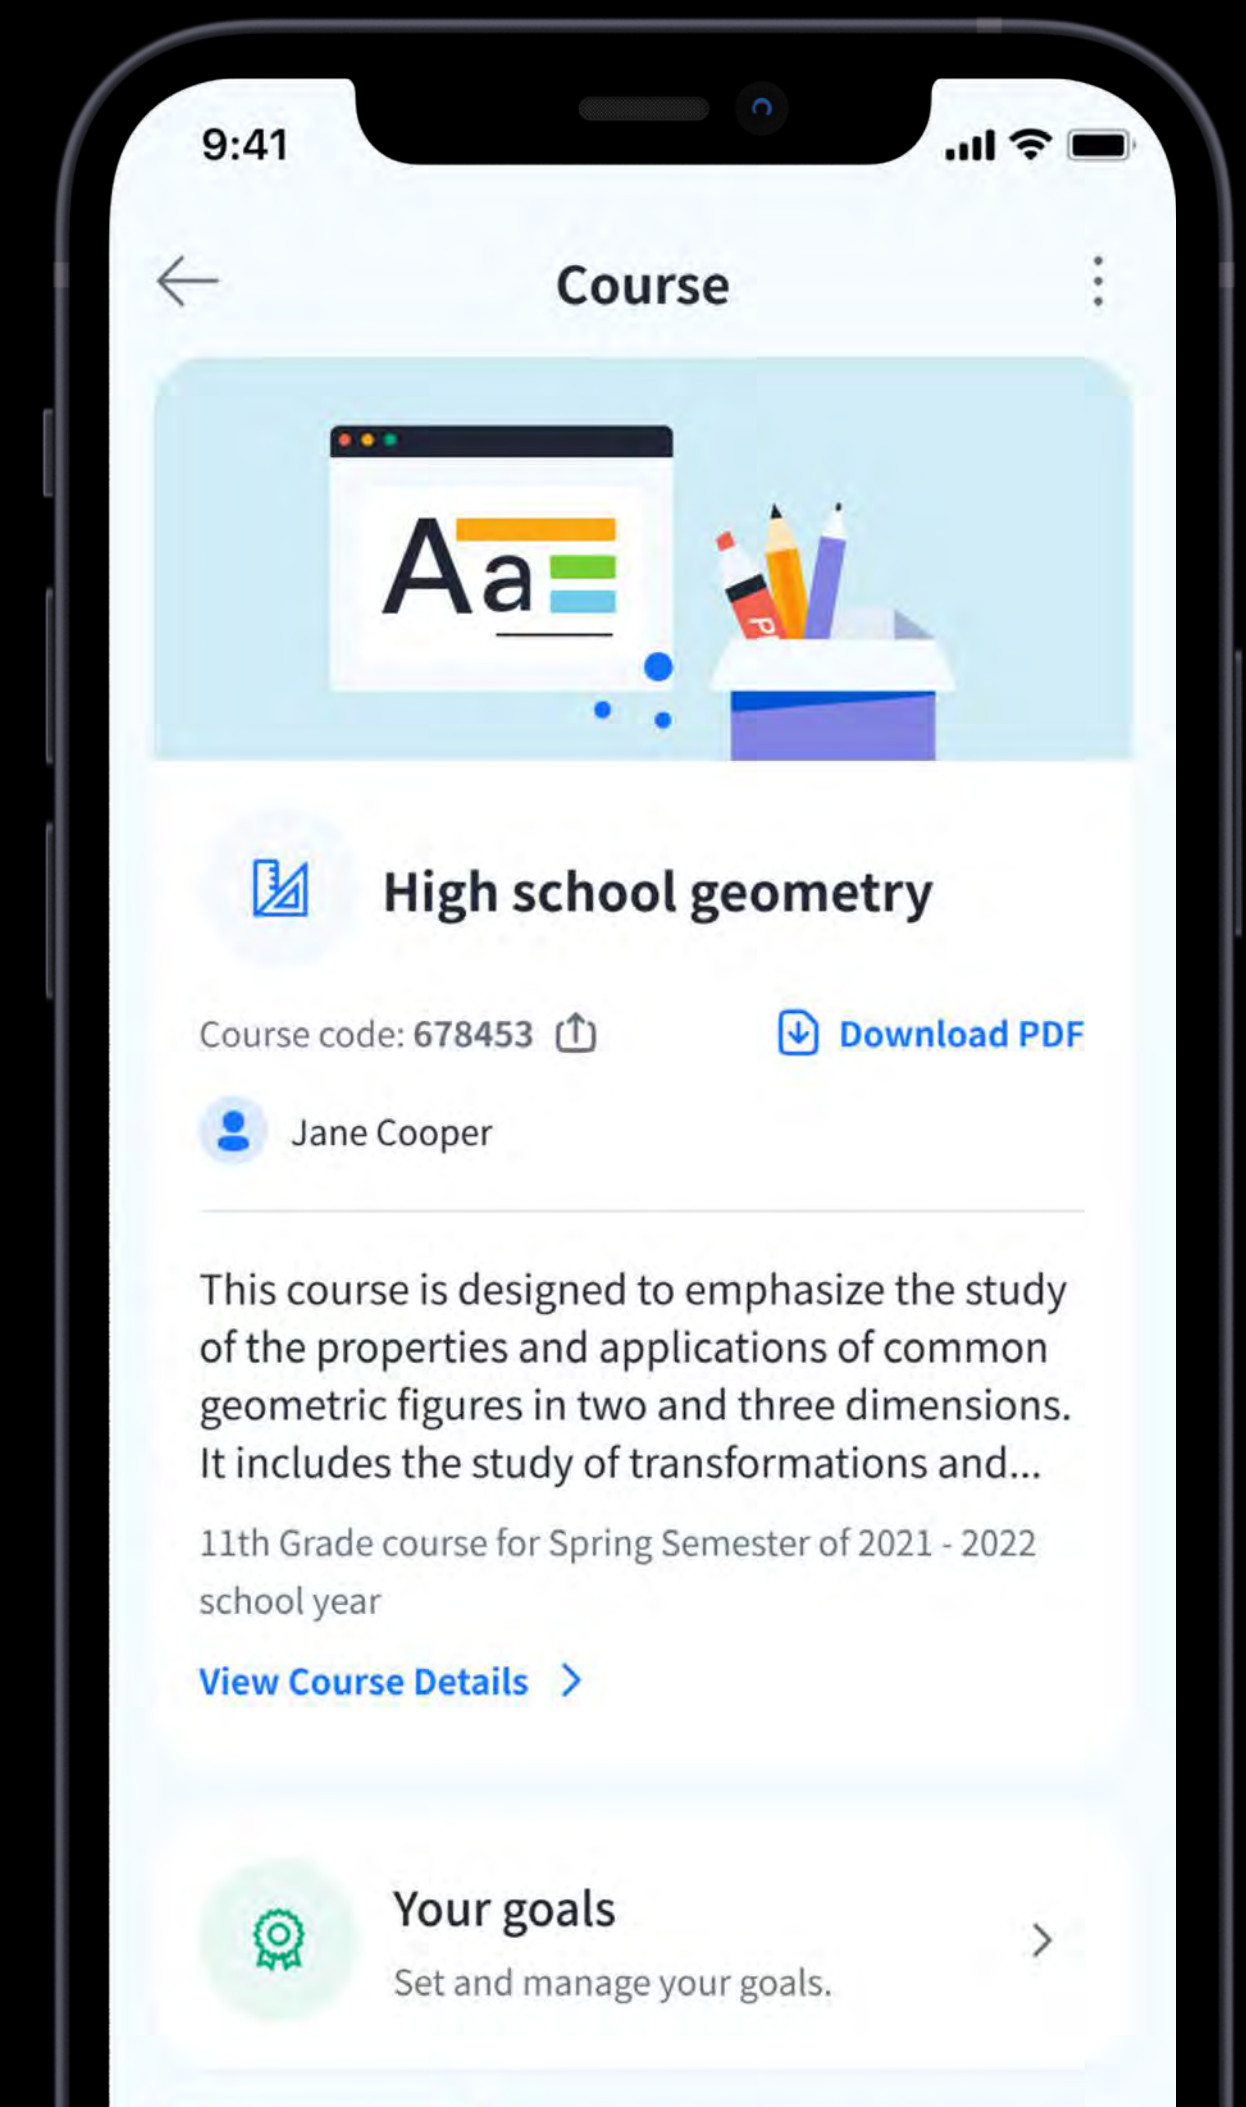 9:41
Course
Aa
High school geometry
Course code: 678453
Download PDF
Jane Cooper
This course is designed to emphasize the study
of the properties and applications of common
geometric figures in two and three dimensions.
It includes the study of transformations and...
11th Grade course for Spring Semester of 2021 - 2022
school year
View Course Details
Your goals
Set and manage your goals.